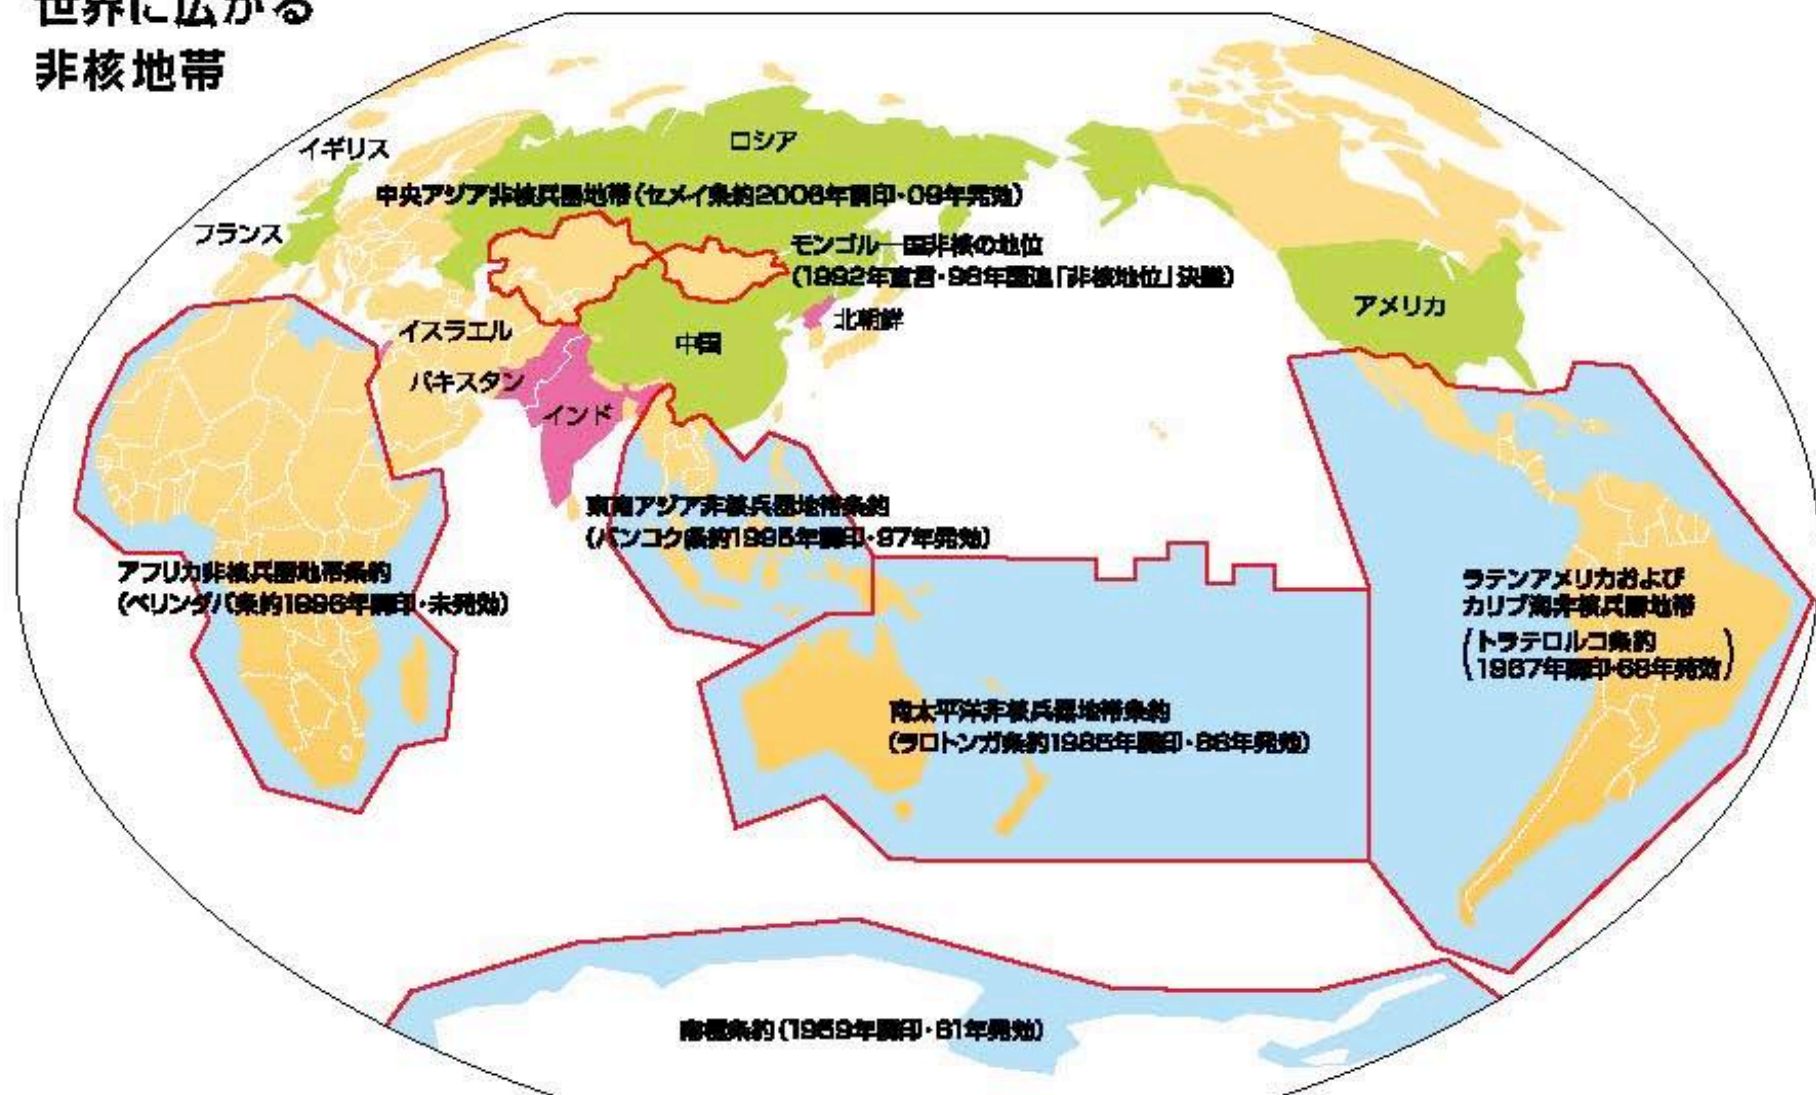 世界に広がる
非核地帯
イギリス
ロシア
中央アジア非核兵器地帯(セメイ条約2006年調印・09年発効)
フランス
モンゴル一国非核の地位
(1992年宣言・98年国連「非核地位」決議)
アメリカ
イスラエル
北朝鮮
中国
パキスタン
インド
東南アジア非核兵器地帯条約
(バンコク条約1995年調印・97年発効)
アフリカ非核兵器地帯条約
(ペリンダバ条約1996年調印・未発効)
ラテンアメリカおよび
カリブ海非核兵器地帯
(トラテロルコ条約
1967年調印・68年発効)
南太平洋非核兵器地帯条約
(ラロトンガ条約1985年調印・86年発効)
南極条約(1959年調印・61年発効)